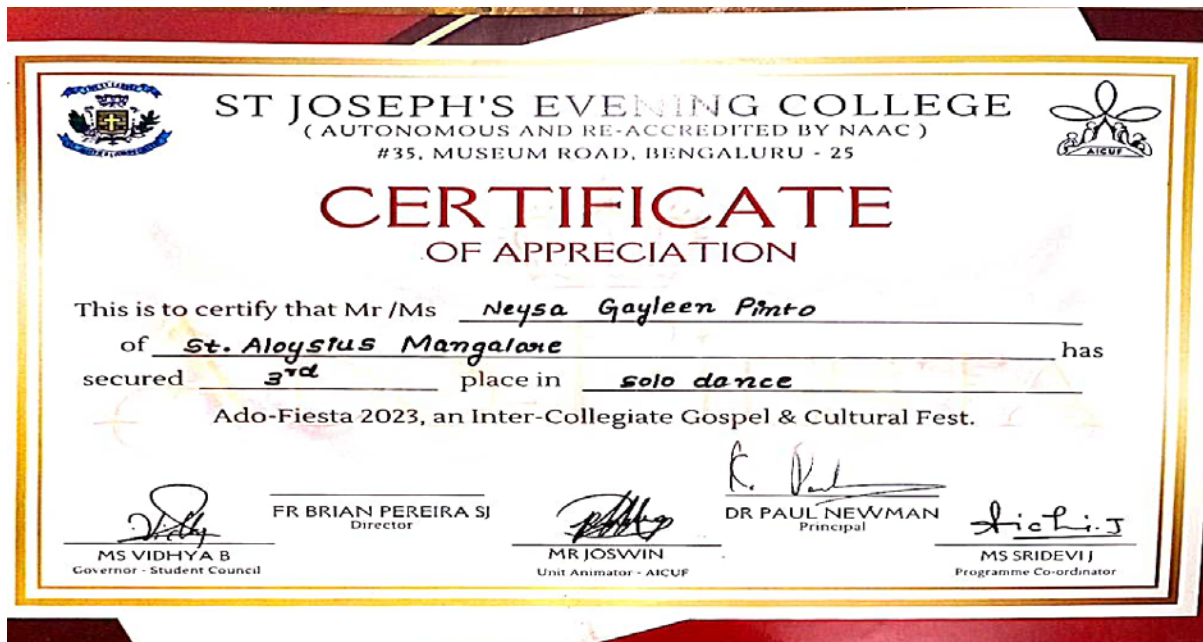 ST JOSEPH'S EVENING COLLEGE
( AUTONOMOUS AND RE-ACCREDITED BY NAAC )
#35, MUSEUM ROAD, BENGALURU - 25
AICUF
CERTIFICATE
OF APPRECIATION
This is to certify that Mr /Ms Neysa Gayleen Pinto
of St. Aloysius Mangalore has
secured 3rd place in solo dance
Ado-Fiesta 2023, an Inter-Collegiate Gospel & Cultural Fest.
FR BRIAN PEREIRA SJ
Director
DR PAUL NEWMAN
Principal
MS VIDHYA B
Governor - Student Council
MR JOSWIN
Unit Animator - AICUF
MS SRIDEVI J
Programme Co-ordinator